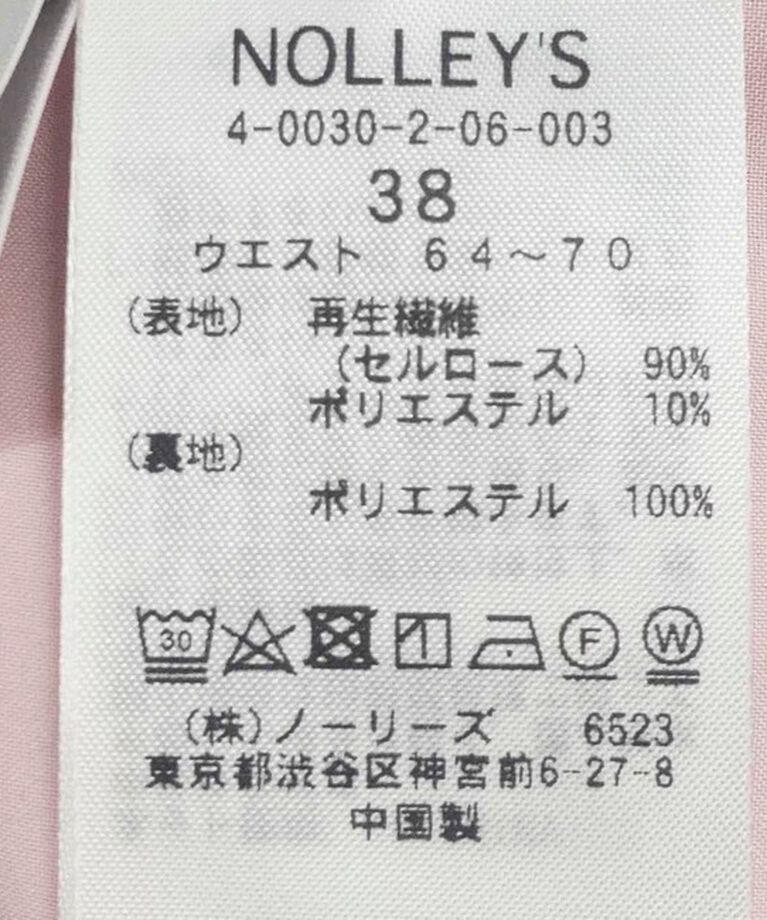 NOLLEY'S
4-0030-2-06-003
38
ウエスト 64～70
(表地) 再生繊維
(セルロース) 90%
ポリエステル 10%
(裏地)
ポリエステル 100%
30 F W
(株)ノーリーズ 6523
東京都渋谷区神宮前6-27-8
中国製